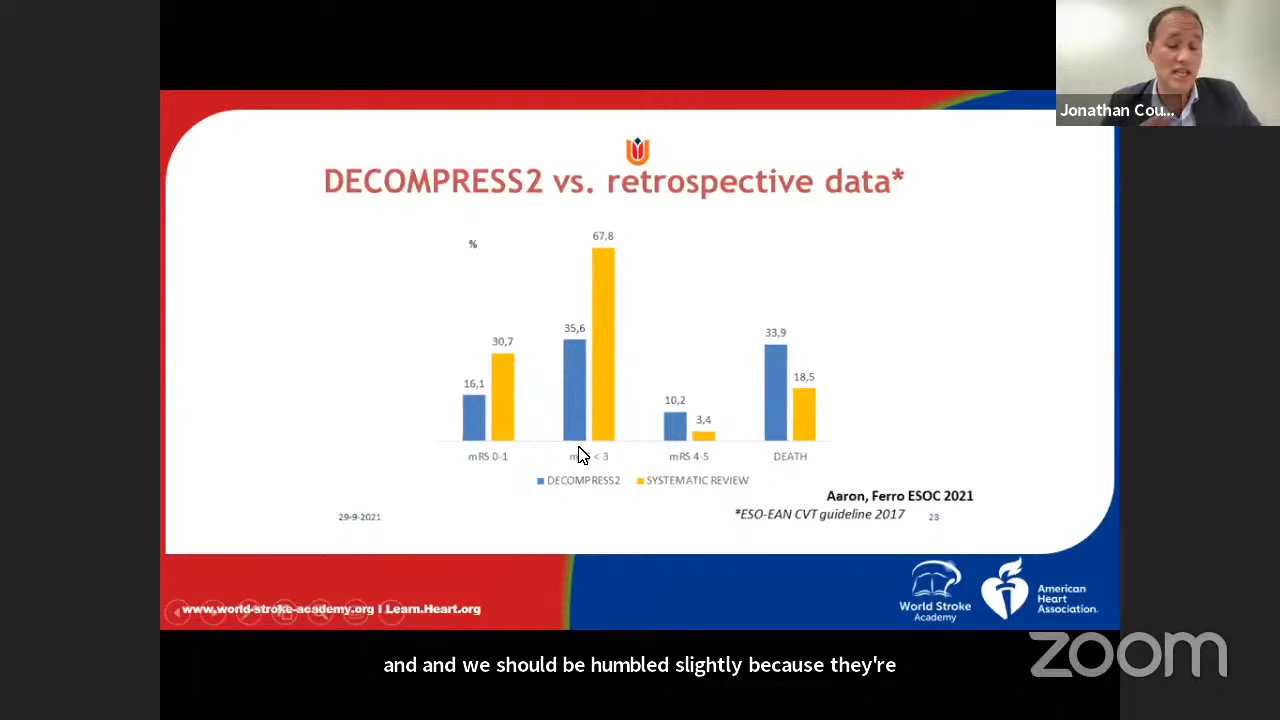 Jonathan Cou...
DECOMPRESS2 vs. retrospective data*
%
67,8
35,6
33,9
30,7
18,5
16,1
10,2
3,4
mRS 0-1
< 3
mRS 4-5
DEATH
DECOMPRESS2
SYSTEMATIC REVIEW
Aaron, Ferro ESOC 2021
*ESO-EAN CVT guideline 2017
29-9-2021
23
www.world-stroke-academy.org I Learn.Heart.org
World Stroke
Academy
American
Heart
Association.
zoom
and and we should be humbled slightly because they're